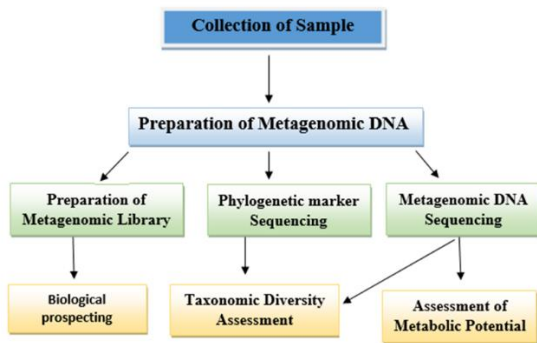 Collection of Sample
Preparation of Metagenomic DNA
Preparation of
Metagenomic Library
Phylogenetic marker
Sequencing
Metagenomic DNA
Sequencing
Biological
prospecting
Taxonomic Diversity
Assessment
Assessment of
Metabolic Potential